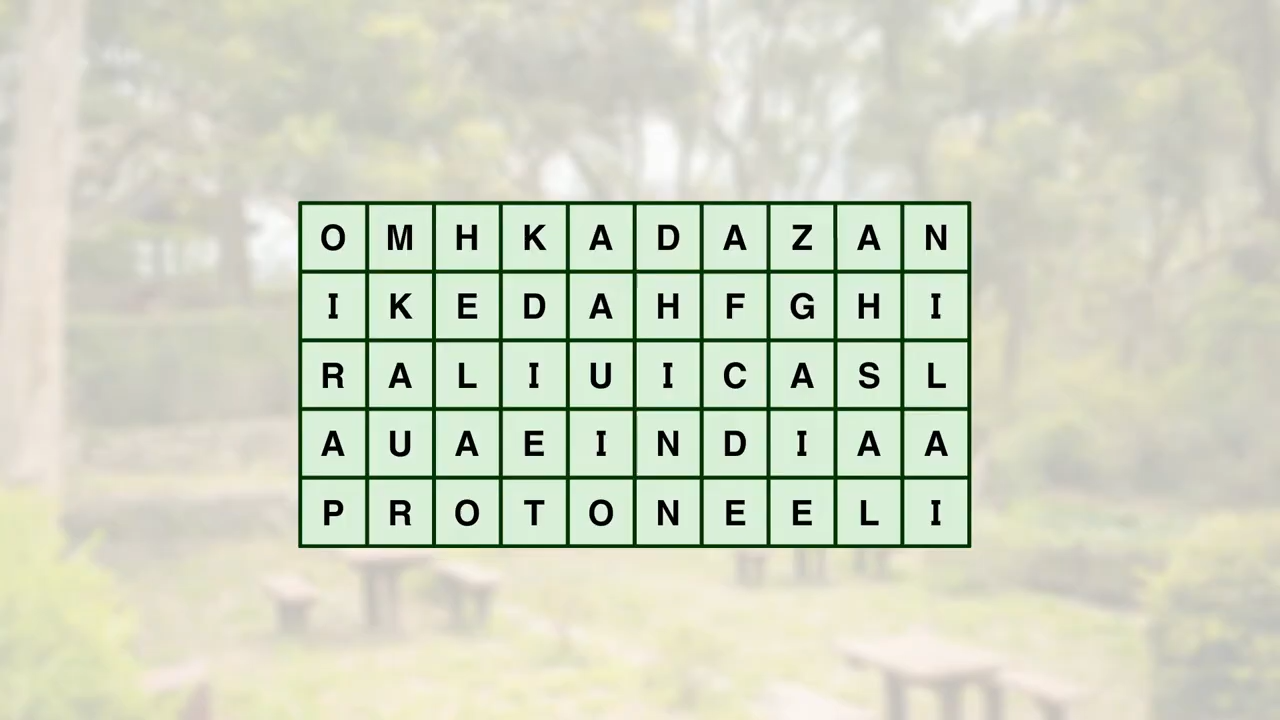 O M H K A D A Z A N
I K E D A H F G H I
R A L I U I C A S L
A U A E I N D I A A
P R O T O N E E L I